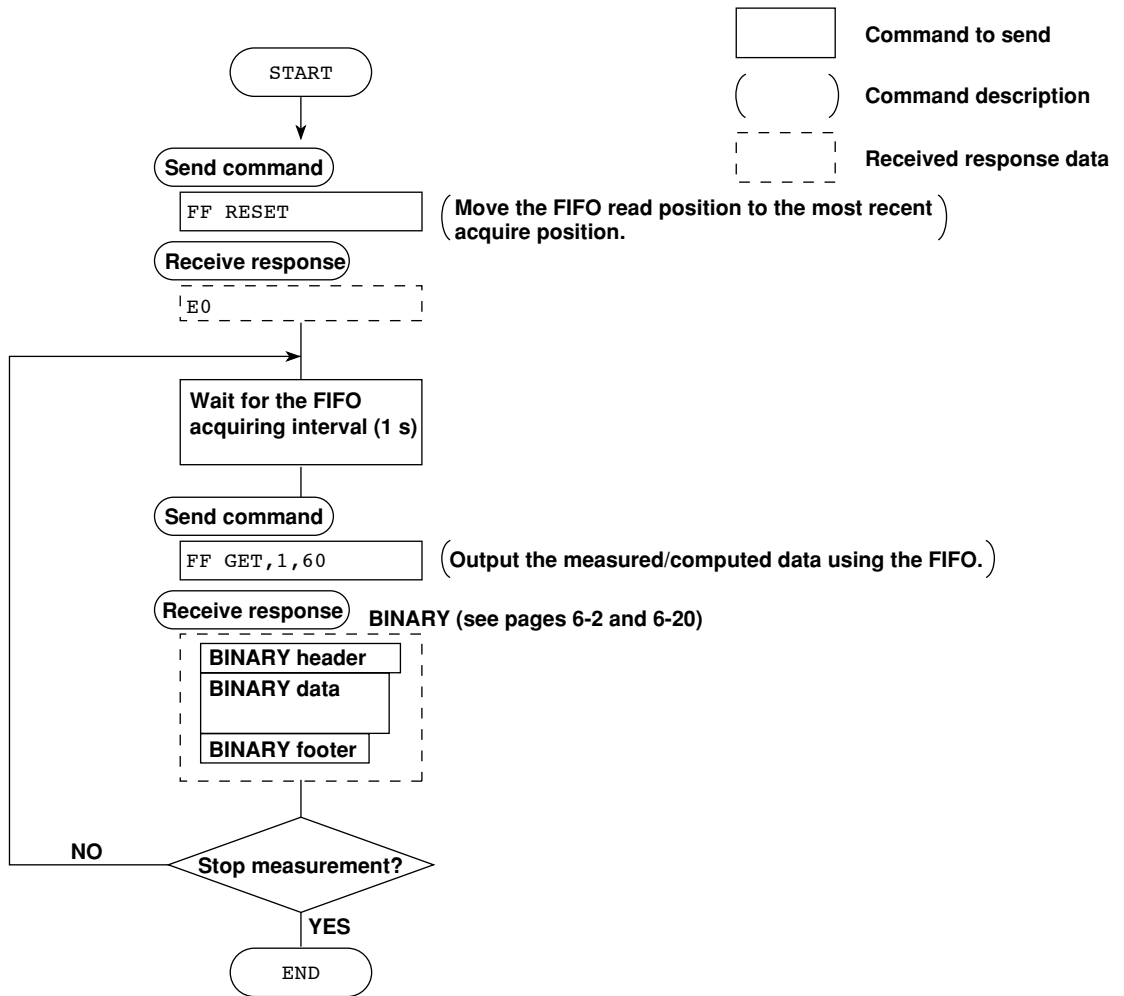 Command to send
START
Command description
Received response data
Send command
FF RESET
Move the FIFO read position to the most recent
acquire position.
Receive response
E0
Wait for the FIFO
acquiring interval (1 s)
Send command
FF GET,1,60
Output the measured/computed data using the FIFO.
Receive response
BINARY (see pages 6-2 and 6-20)
BINARY header
BINARY data
BINARY footer
NO
Stop measurement?
YES
END